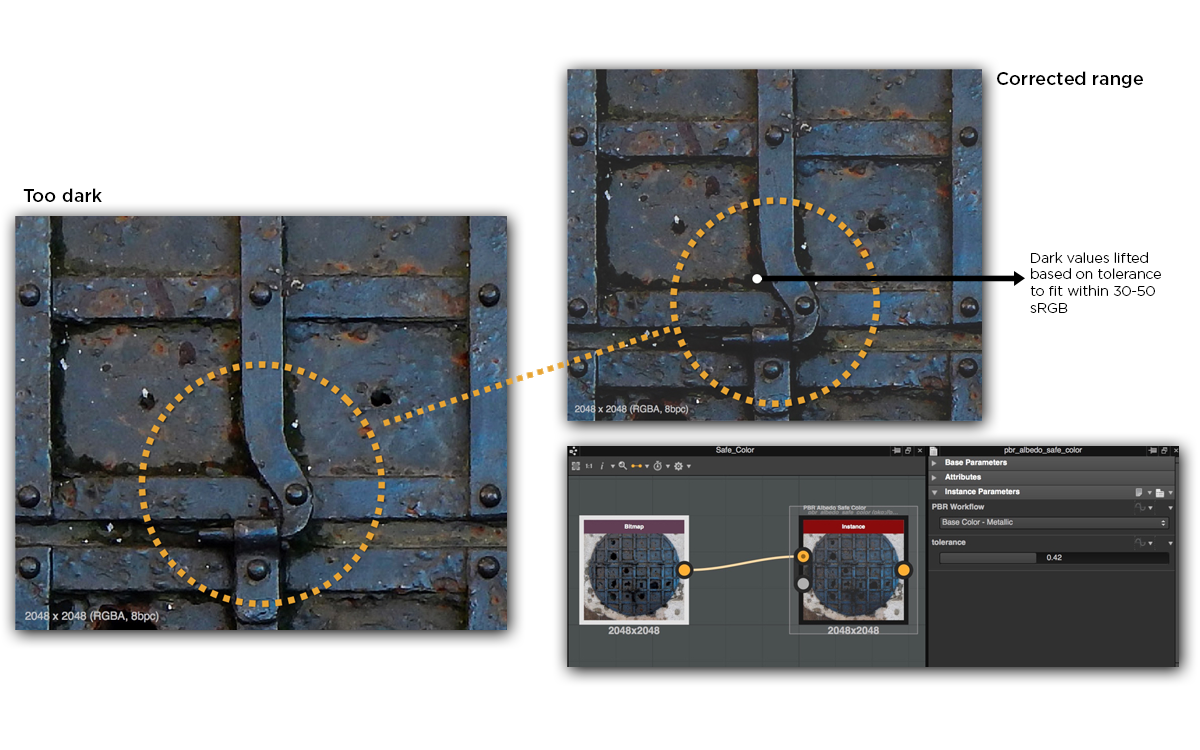 Corrected range
Too dark
Dark values lifted
based on tolerance
to fit within 30-50
sRGB
2048 x 2048 (RGBA, 8bpc)
2048 x 2048 (RGBA, 8bpc)
Safe_Color
1:1
Bitmap
2048x2048
PBR Albedo Safe Color
Instance
2048x2048
pbr_albedo_safe_color
Base Parameters
Attributes
Instance Parameters
PBR Workflow
Base Color - Metallic
tolerance
0.42